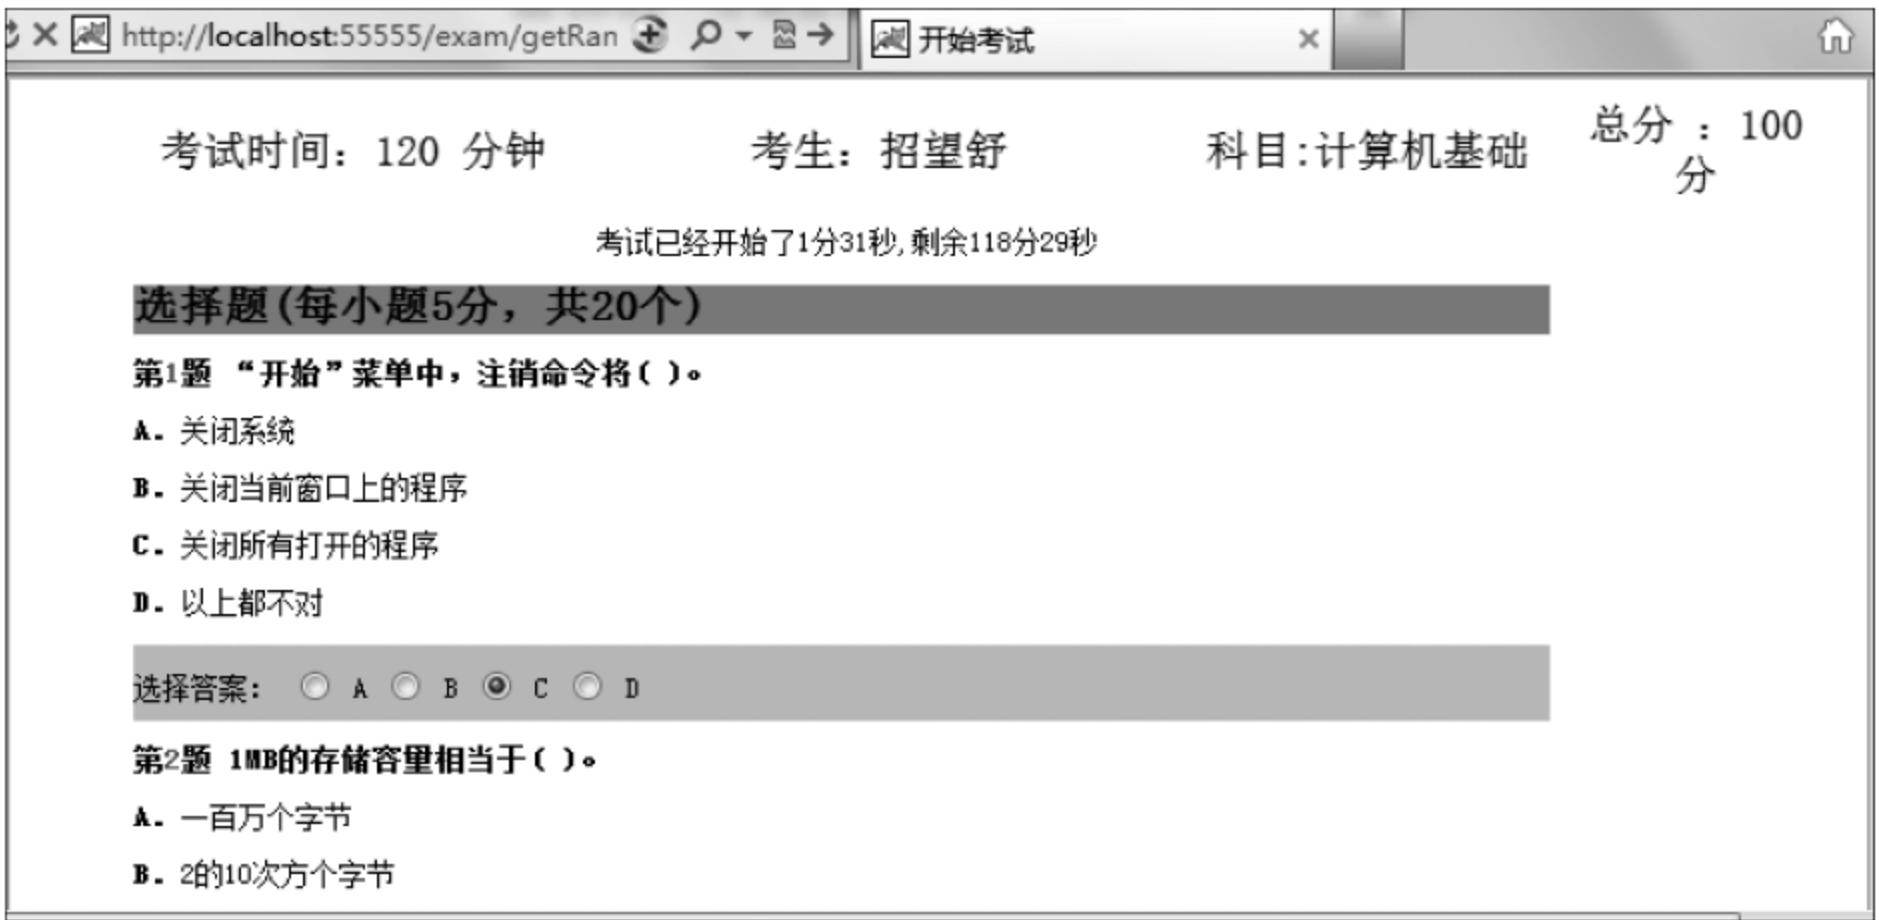 http://localhost:55555/exam/getRan
开始考试
考试时间: 120 分钟
考生: 招望舒
科目:计算机基础
总分 : 100
分
考试已经开始了1分31秒,剩余118分29秒
选择题(每小题5分, 共20个)
第1题 “开始”菜单中，注销命令将( )。
A. 关闭系统
B. 关闭当前窗口上的程序
C. 关闭所有打开的程序
D. 以上都不对
选择答案: A B C D
第2题 1MB的存储容量相当于( )。
A. 一百万个字节
B. 2的10次方个字节